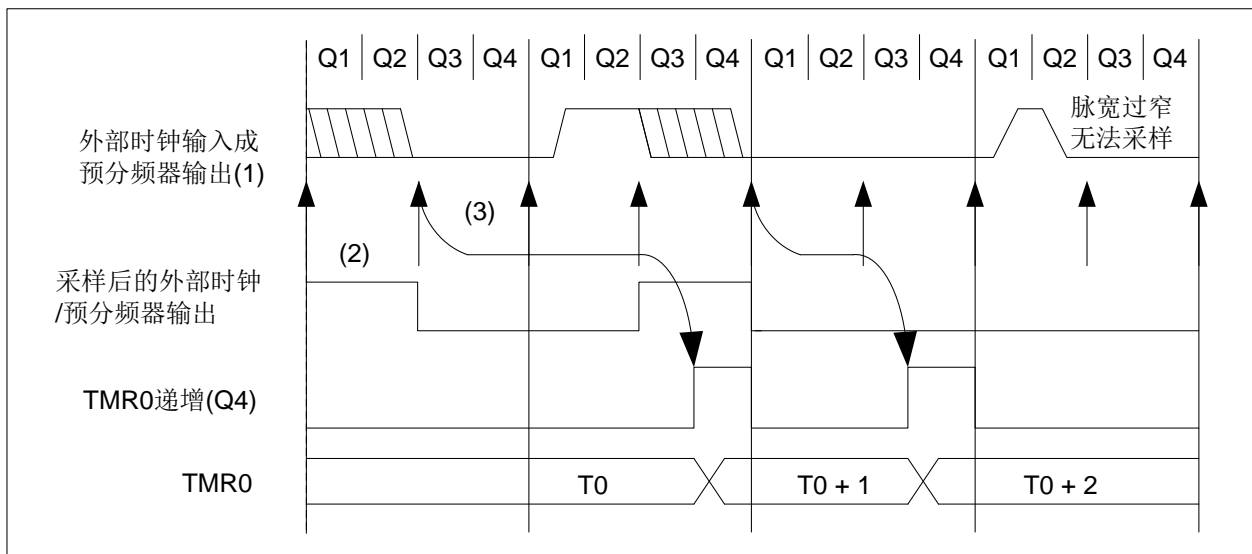 Q1 Q2 Q3 Q4 Q1 Q2 Q3 Q4 Q1 Q2 Q3 Q4 Q1 Q2 Q3 Q4
脉宽过窄
无法采样
外部时钟输入成
预分频器输出(1)
(3)
(2)
采样后的外部时钟
/预分频器输出
TMR0递增(Q4)
TMR0
T0
T0 + 1
T0 + 2